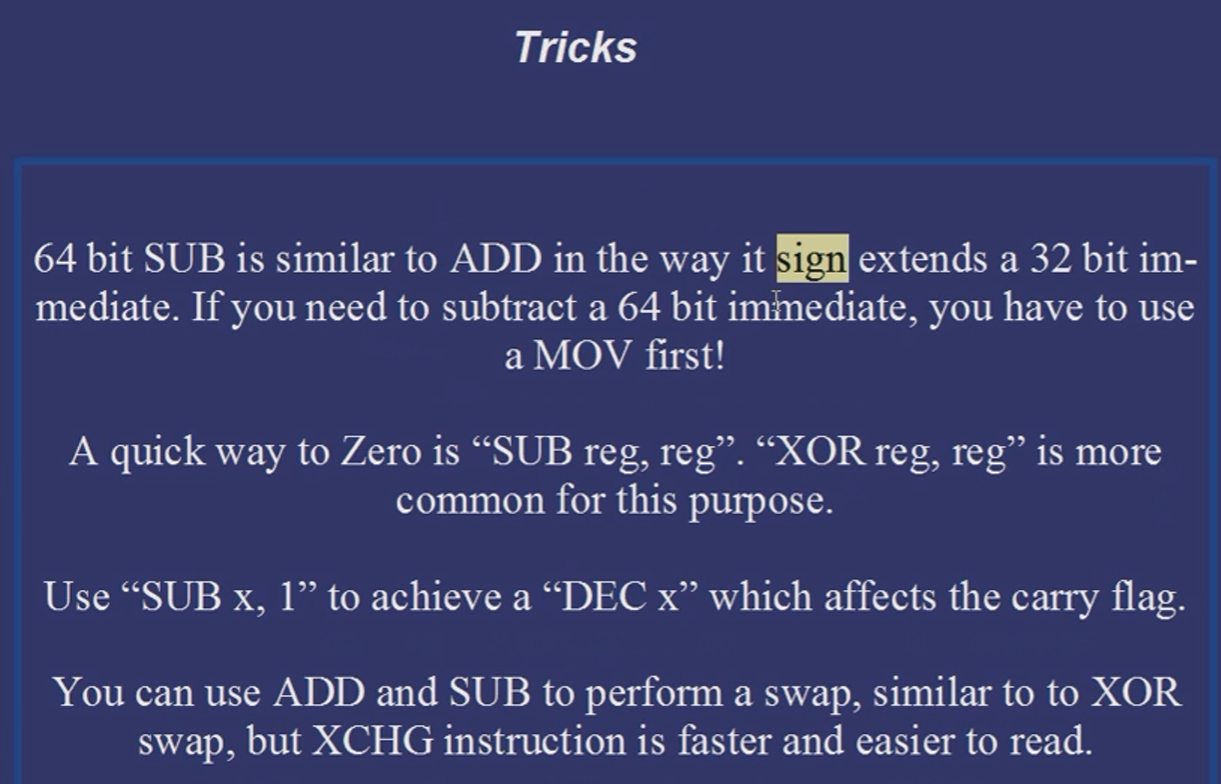 Tricks
64 bit SUB is similar to ADD in the way it sign extends a 32 bit im-
mediate. If you need to subtract a 64 bit immediate, you have to use
a MOV first!
A quick way to Zero is “SUB reg, reg”. “XOR reg, reg” is more
common for this purpose.
Use “SUB x, 1” to achieve a “DEC x” which affects the carry flag.
You can use ADD and SUB to perform a swap, similar to to XOR
swap, but XCHG instruction is faster and easier to read.